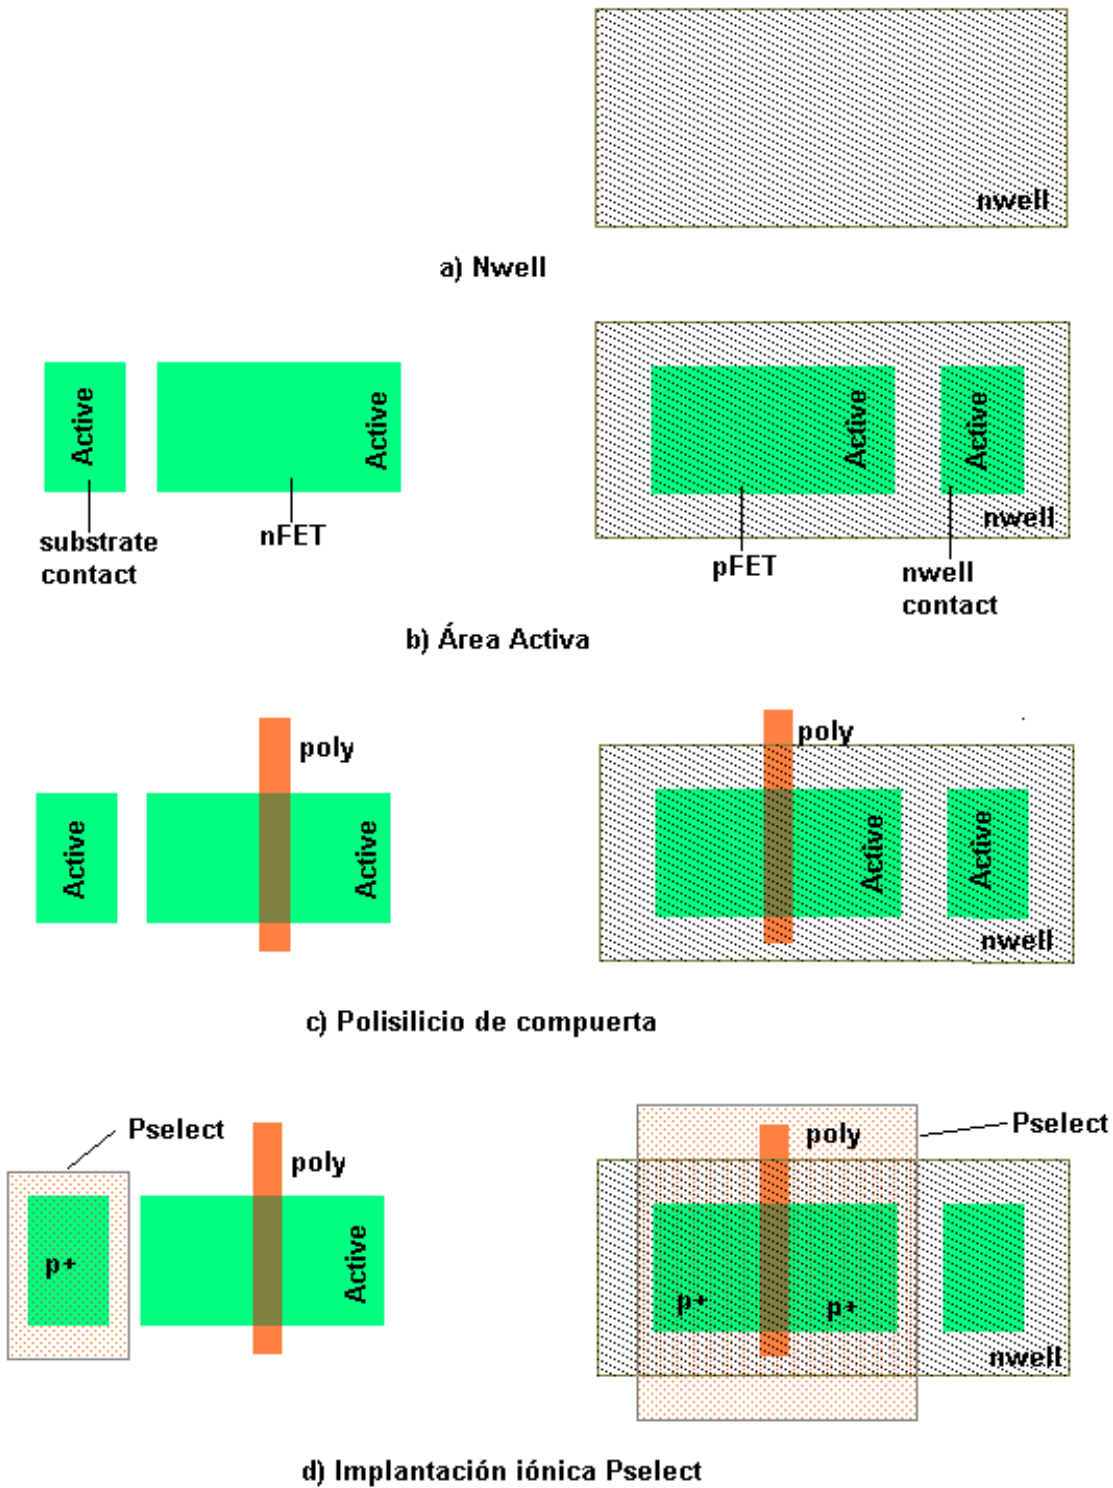 nwell
a) Nwell
Active
Active
Active
Active
nwell
substrate
contact
nFET
pFET
nwell
contact
b) Área Activa
poly
poly
Active
Active
Active
Active
nwell
c) Polisilicio de compuerta
Pselect
poly
poly
Pselect
p+
Active
p+
p+
nwell
d) Implantación iónica Pselect